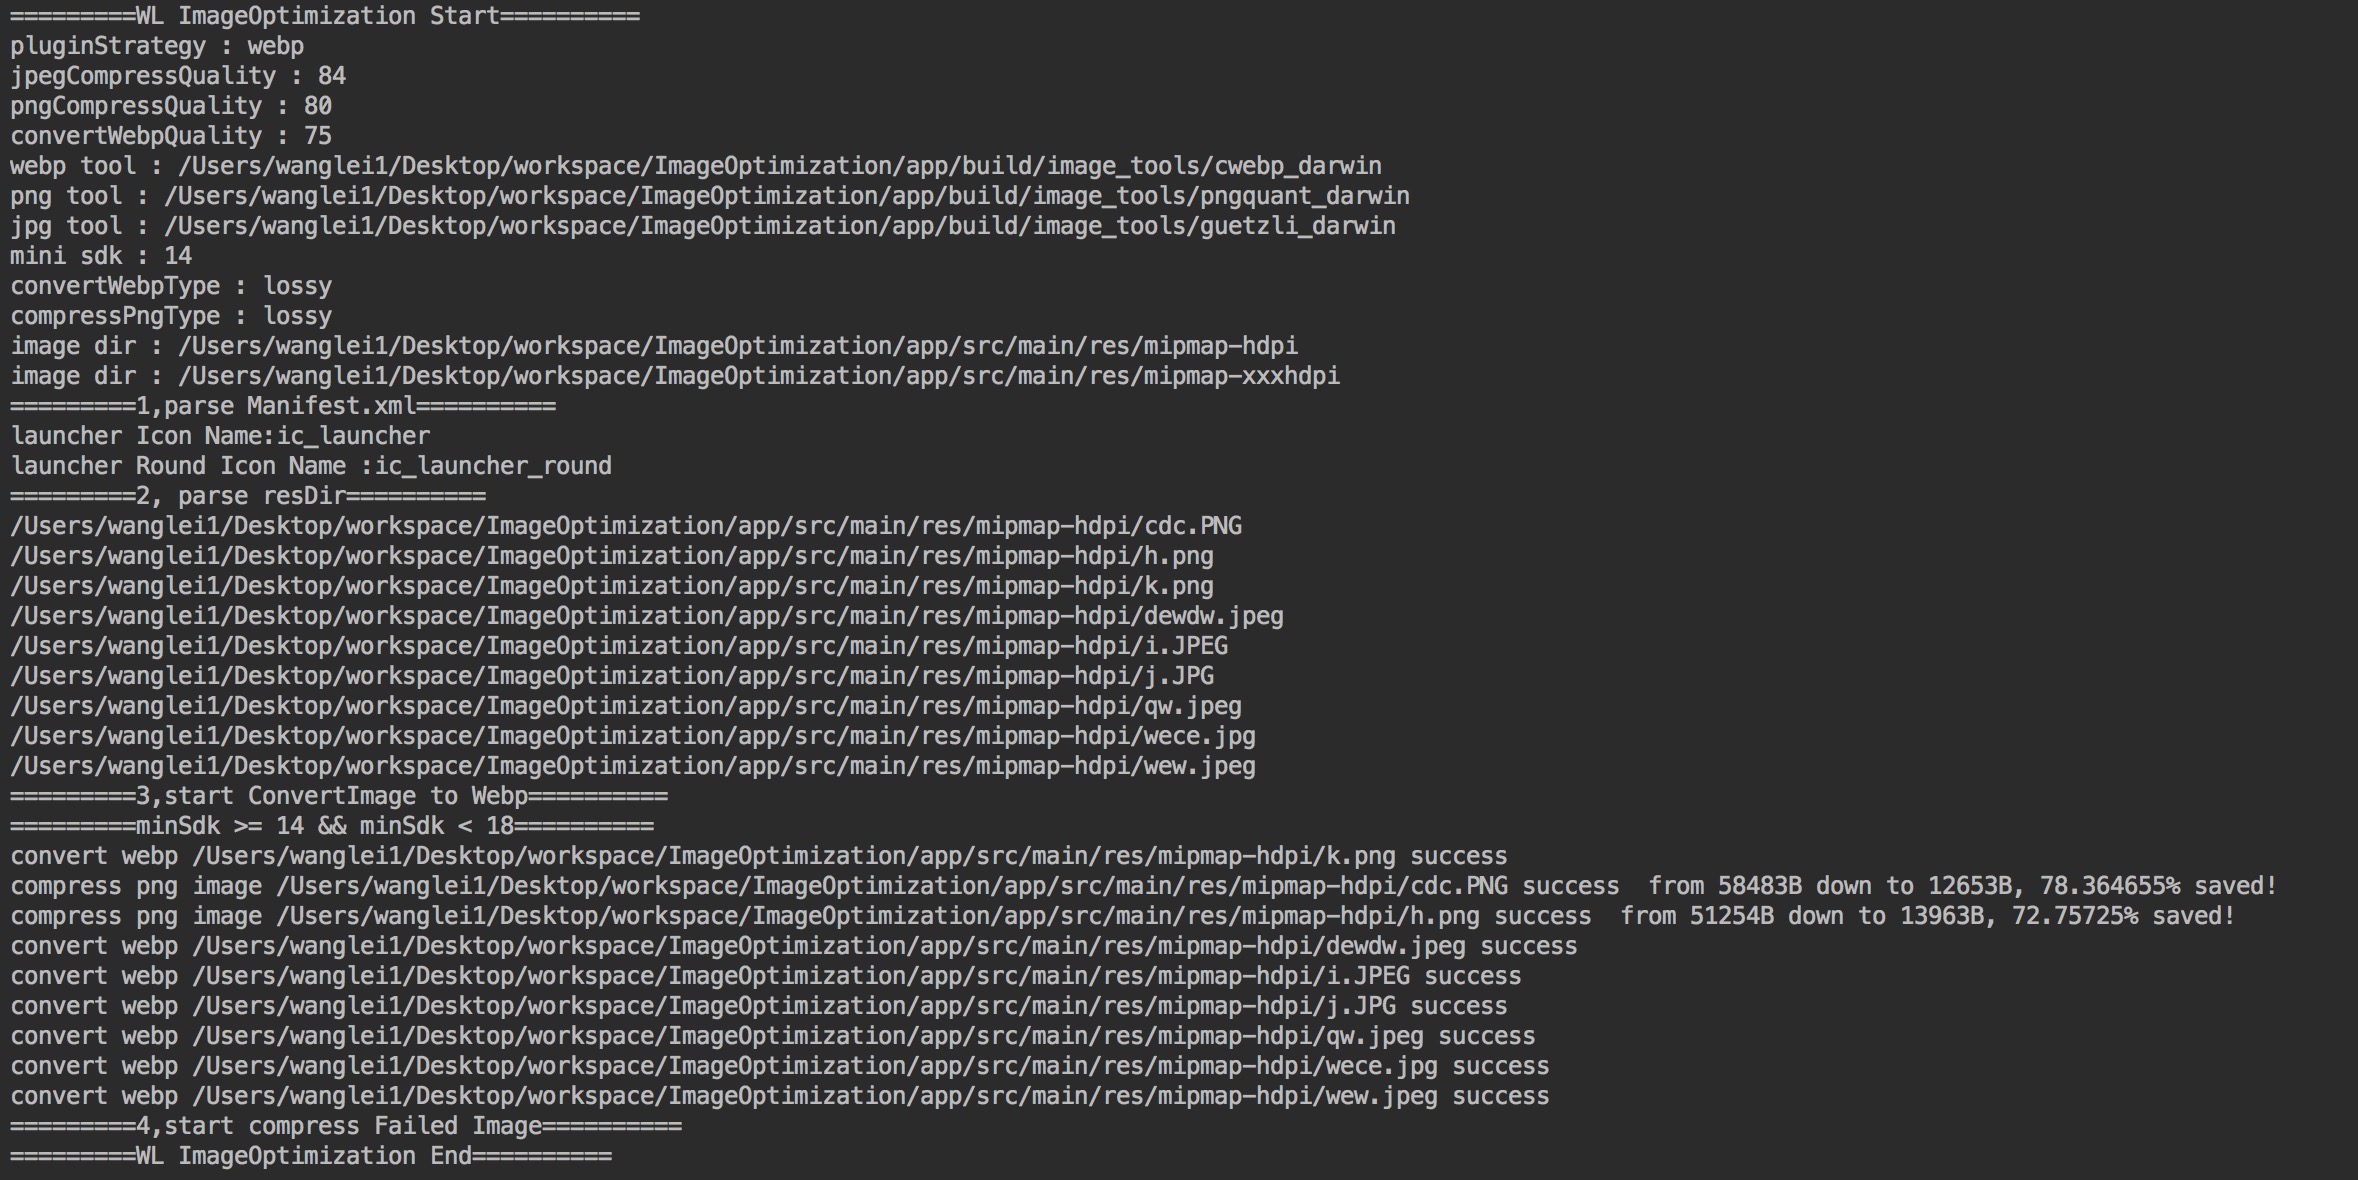 =========WL ImageOptimization Start==========
pluginStrategy : webp
jpegCompressQuality : 84
pngCompressQuality : 80
convertWebpQuality : 75
webp tool : /Users/wanglei1/Desktop/workspace/ImageOptimization/app/build/image_tools/cwebp_darwin
png tool : /Users/wanglei1/Desktop/workspace/ImageOptimization/app/build/image_tools/pngquant_darwin
jpg tool : /Users/wanglei1/Desktop/workspace/ImageOptimization/app/build/image_tools/guetzli_darwin
mini sdk : 14
convertWebpType : lossy
compressPngType : lossy
image dir : /Users/wanglei1/Desktop/workspace/ImageOptimization/app/src/main/res/mipmap-hdpi
image dir : /Users/wanglei1/Desktop/workspace/ImageOptimization/app/src/main/res/mipmap-xxxhdpi
=========1,parse Manifest.xml==========
launcher Icon Name:ic_launcher
launcher Round Icon Name :ic_launcher_round
=========2, parse resDir==========
/Users/wanglei1/Desktop/workspace/ImageOptimization/app/src/main/res/mipmap-hdpi/cdc.PNG
/Users/wanglei1/Desktop/workspace/ImageOptimization/app/src/main/res/mipmap-hdpi/h.png
/Users/wanglei1/Desktop/workspace/ImageOptimization/app/src/main/res/mipmap-hdpi/k.png
/Users/wanglei1/Desktop/workspace/ImageOptimization/app/src/main/res/mipmap-hdpi/dewdw.jpeg
/Users/wanglei1/Desktop/workspace/ImageOptimization/app/src/main/res/mipmap-hdpi/i.JPEG
/Users/wanglei1/Desktop/workspace/ImageOptimization/app/src/main/res/mipmap-hdpi/j.JPG
/Users/wanglei1/Desktop/workspace/ImageOptimization/app/src/main/res/mipmap-hdpi/qw.jpeg
/Users/wanglei1/Desktop/workspace/ImageOptimization/app/src/main/res/mipmap-hdpi/wece.jpg
/Users/wanglei1/Desktop/workspace/ImageOptimization/app/src/main/res/mipmap-hdpi/wew.jpeg
=========3,start ConvertImage to Webp==========
=========minSdk >= 14 && minSdk < 18==========
convert webp /Users/wanglei1/Desktop/workspace/ImageOptimization/app/src/main/res/mipmap-hdpi/k.png success
compress png image /Users/wanglei1/Desktop/workspace/ImageOptimization/app/src/main/res/mipmap-hdpi/cdc.PNG success  from 58483B down to 12653B, 78.364655% saved!
compress png image /Users/wanglei1/Desktop/workspace/ImageOptimization/app/src/main/res/mipmap-hdpi/h.png success  from 51254B down to 13963B, 72.75725% saved!
convert webp /Users/wanglei1/Desktop/workspace/ImageOptimization/app/src/main/res/mipmap-hdpi/dewdw.jpeg success
convert webp /Users/wanglei1/Desktop/workspace/ImageOptimization/app/src/main/res/mipmap-hdpi/i.JPEG success
convert webp /Users/wanglei1/Desktop/workspace/ImageOptimization/app/src/main/res/mipmap-hdpi/j.JPG success
convert webp /Users/wanglei1/Desktop/workspace/ImageOptimization/app/src/main/res/mipmap-hdpi/qw.jpeg success
convert webp /Users/wanglei1/Desktop/workspace/ImageOptimization/app/src/main/res/mipmap-hdpi/wece.jpg success
convert webp /Users/wanglei1/Desktop/workspace/ImageOptimization/app/src/main/res/mipmap-hdpi/wew.jpeg success
=========4,start compress Failed Image==========
=========WL ImageOptimization End==========